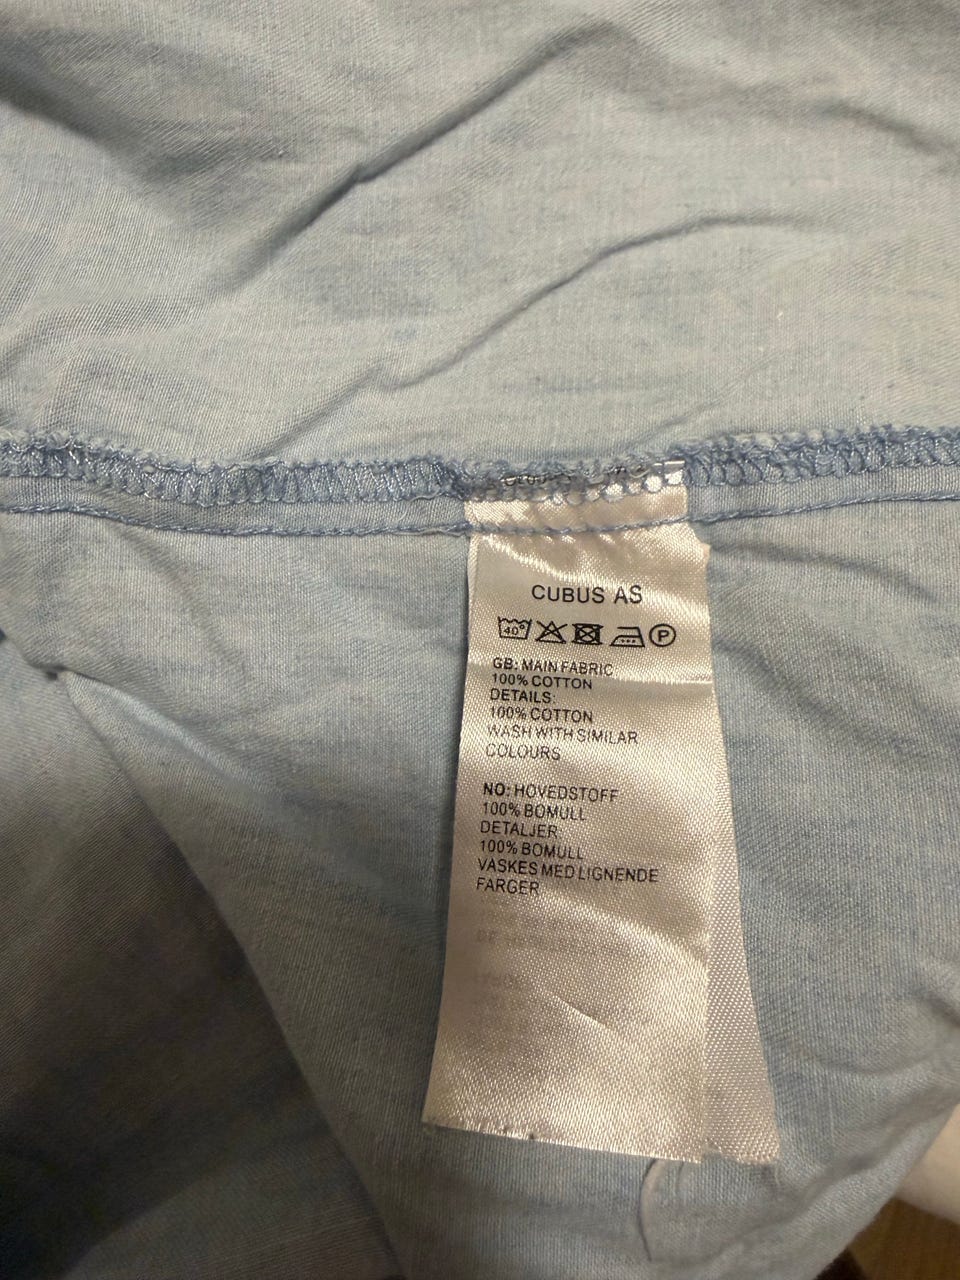 CUBUS AS
40° P
GB: MAIN FABRIC
100% COTTON
DETAILS:
100% COTTON
WASH WITH SIMILAR
COLOURS
NO: HOVEDSTOFF
100% BOMULL
DETALJER:
100% BOMULL
VASKES MED LIGNENDE
FARGER